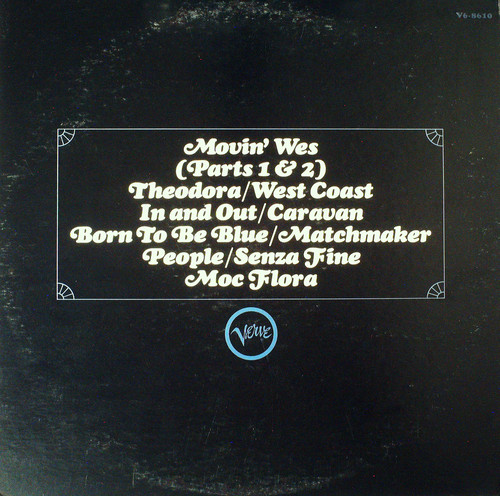 V6-8610
Movin' Wes
(Parts 1 & 2)
Theodora/West Coast
In and Out/Caravan
Born To Be Blue/Matchmaker
People/Senza Fine
Moc Flora
Verve